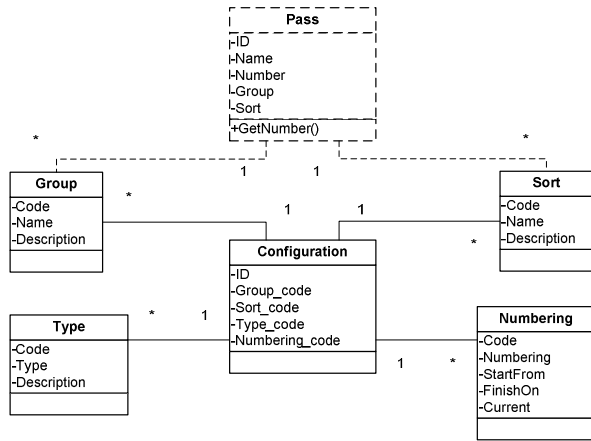 Pass
-ID
-Name
-Number
-Group
-Sort
+GetNumber()
*
*
1
1
Group
-Code
-Name
-Description
*
1
1
*
Sort
-Code
-Name
-Description
Configuration
-ID
-Group_code
-Sort_code
-Type_code
-Numbering_code
Type
-Code
-Type
-Description
*
1
1
*
Numbering
-Code
-Numbering
-StartFrom
-FinishOn
-Current